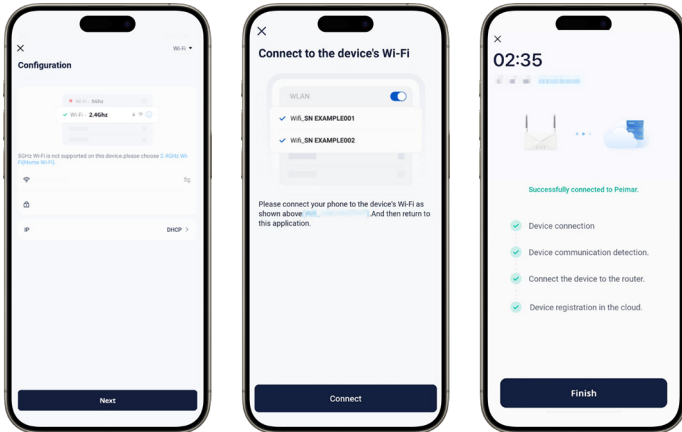 Wi-Fi
Configuration
Wi-Fi - 5Ghz
Wi-Fi - 2.4Ghz
5GHz Wi-Fi is not supported on this device.please choose 2.4GHz Wi-
Fi(Home Wi-Fi).
5g
IP
DHCP >
Next
Connect to the device's Wi-Fi
WLAN
Wifi_SN EXAMPLE001
Wifi_SN EXAMPLE002
Please connect your phone to the device's Wi-Fi as
shown above( ).And then return to
this application.
Connect
02:35
Successfully connected to Peimar.
Device connection
Device communication detection.
Connect the device to the router.
Device registration in the cloud.
Finish